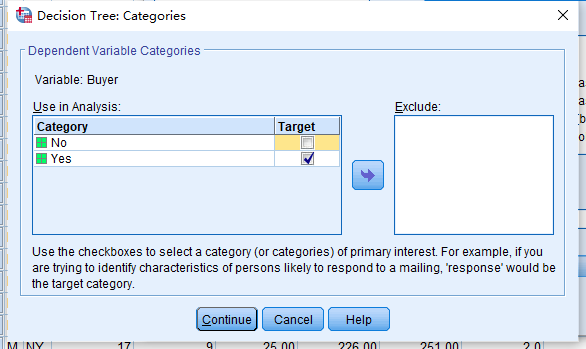 Decision Tree: Categories
Dependent Variable Categories
Variable: Buyer
Use in Analysis:
Exclude:
Category Target
No
Yes
Use the checkboxes to select a category (or categories) of primary interest. For example, if you
are trying to identify characteristics of persons likely to respond to a mailing, 'response' would be
the target category.
Continue Cancel Help
M NY 17 9 25.00 226.00 251.00 2.0